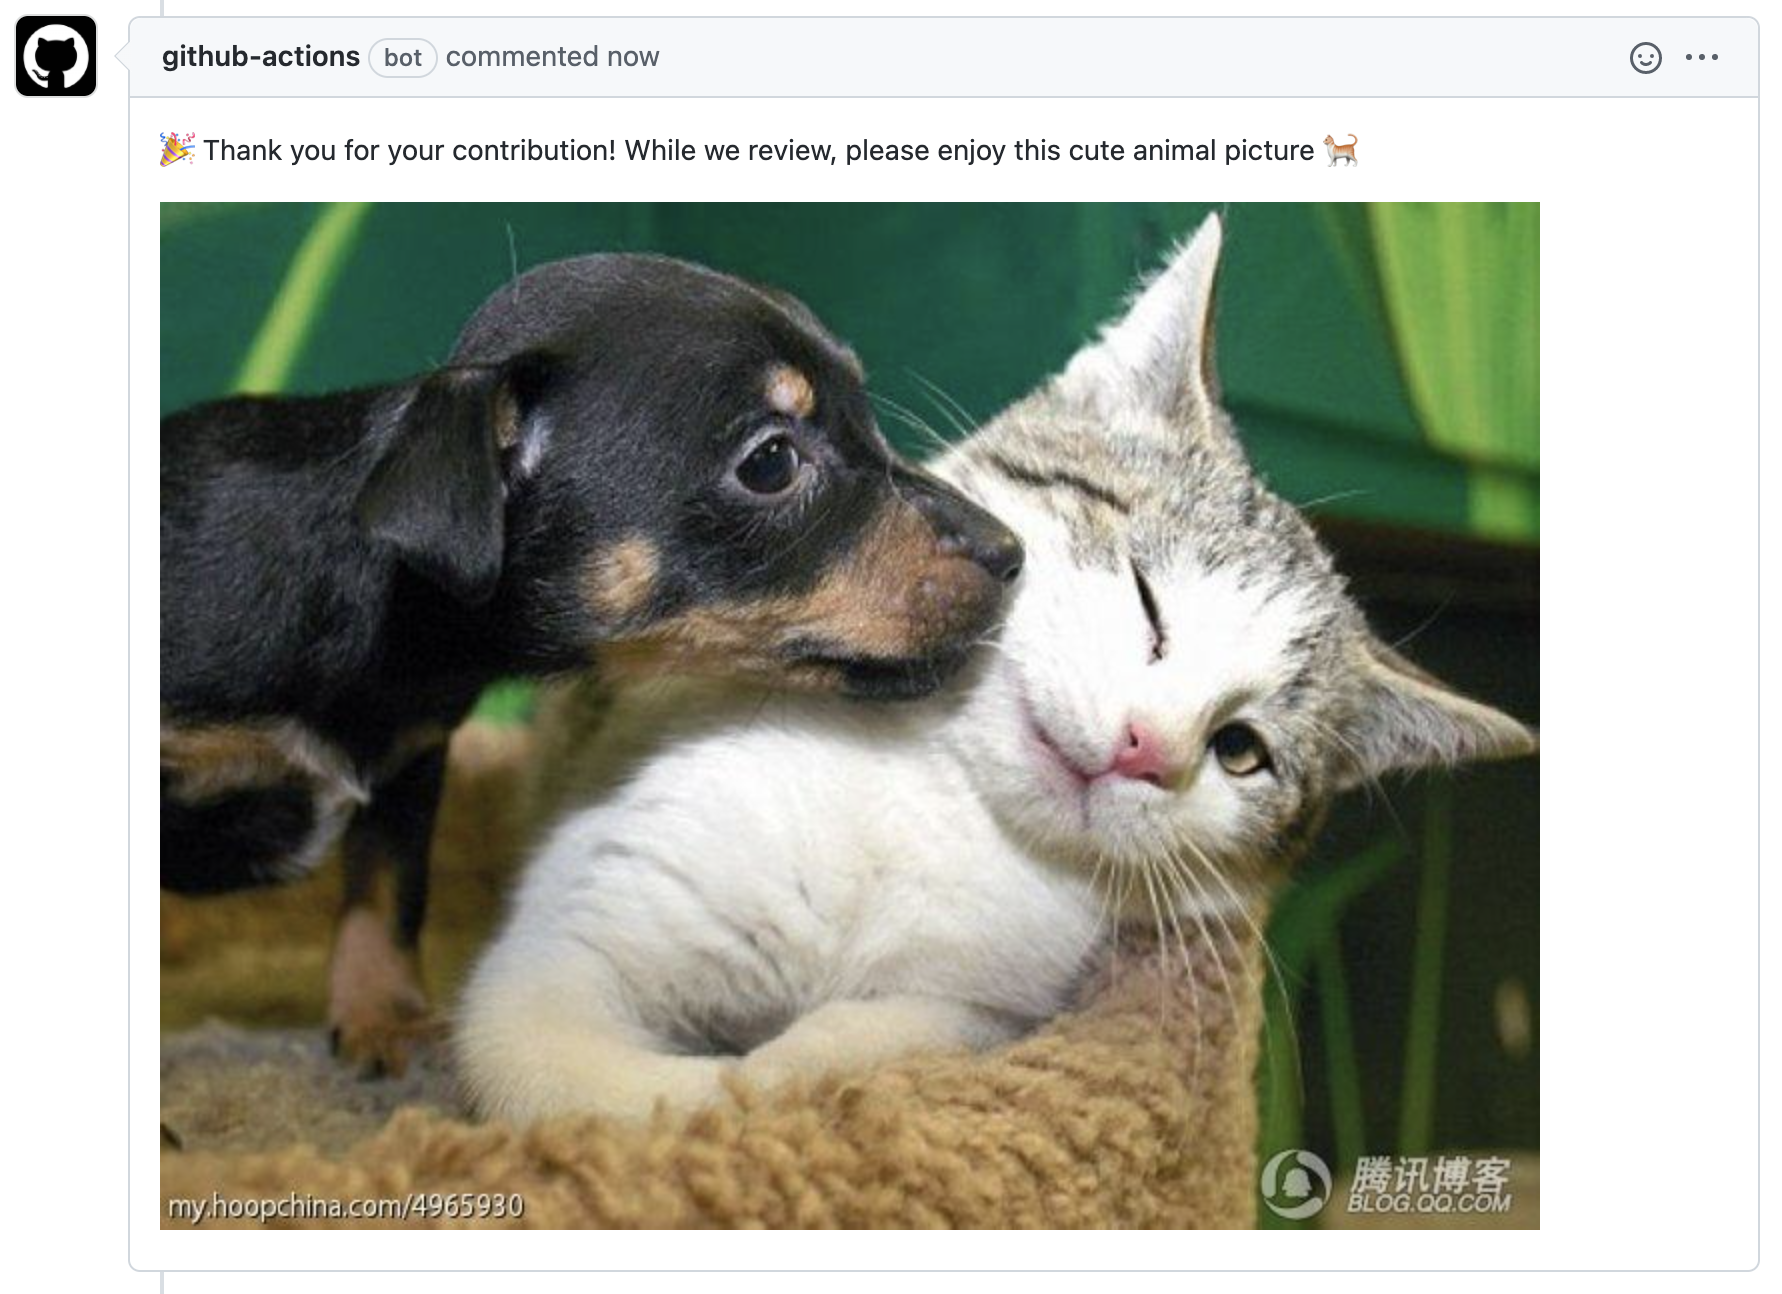 github-actions bot commented now
🎉 Thank you for your contribution! While we review, please enjoy this cute animal picture 🐈
my.hoopchina.com/4965930
腾讯博客
BLOG.QQ.COM